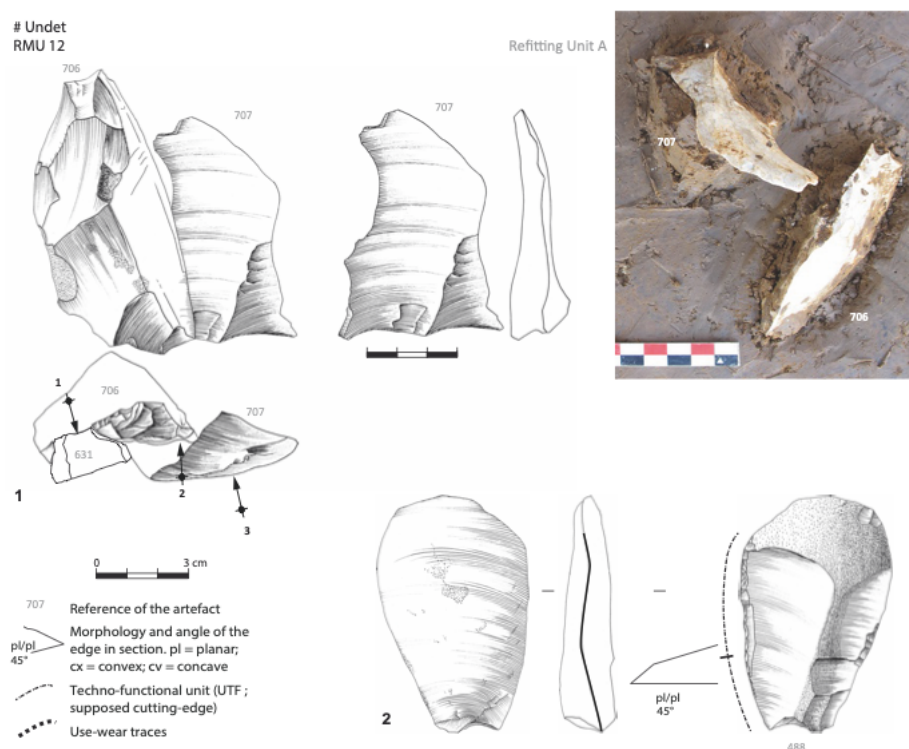 # Undet
RMU 12
Refitting Unit A
706
707
707
707
706
1
706
707
631
2
3
1
0 3 cm
707 Reference of the artefact
pl/pl
45°
Morphology and angle of the
edge in section. pl = planar;
cx = convex; cv = concave
Techno-functional unit (UTF ;
supposed cutting-edge)
Use-wear traces
2
pl/pl
45°
488